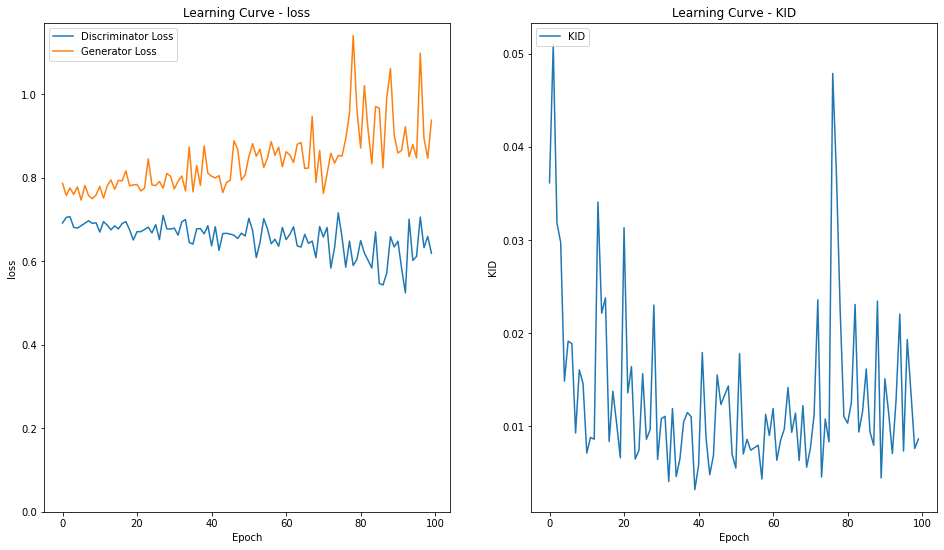 Learning Curve - loss
Discriminator Loss
Generator Loss
1.0
0.8
0.6
0.4
0.2
0.0
loss
0
20
40
60
80
100
Epoch
Learning Curve - KID
KID
0.05
0.04
0.03
0.02
0.01
KID
0
20
40
60
80
100
Epoch